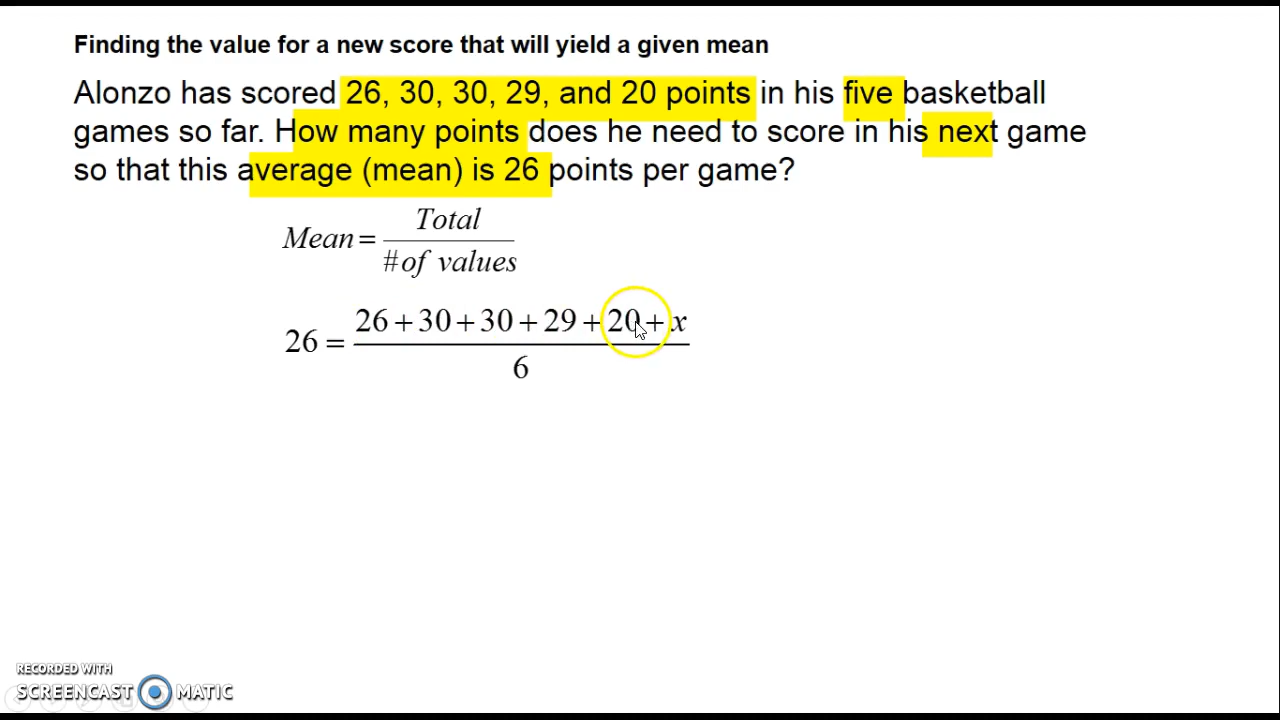 Finding the value for a new score that will yield a given mean
Alonzo has scored 26, 30, 30, 29, and 20 points in his five basketball
games so far. How many points does he need to score in his next game
so that this average (mean) is 26 points per game?
Mean = Total / # of values
26 = 26 + 30 + 30 + 29 + 20 + x / 6
RECORDED WITH
SCREENCAST MATIC